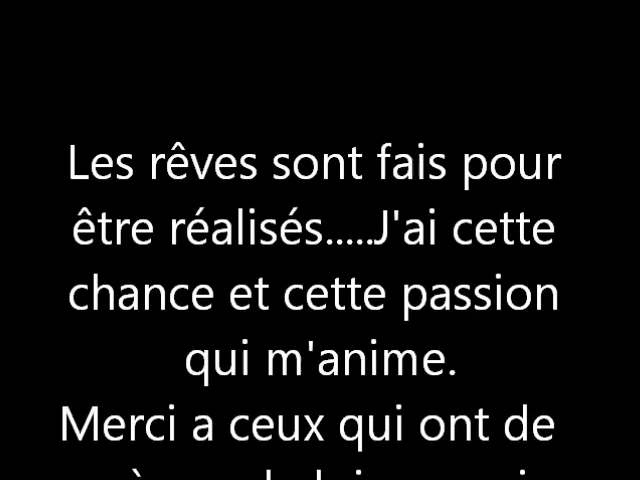 Les rêves sont fais pour
être réalisés.....J'ai cette
chance et cette passion
qui m'anime.
Merci a ceux qui ont de